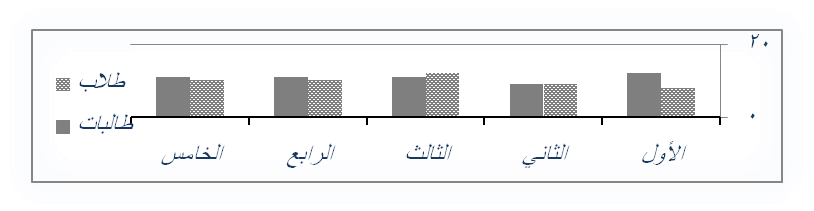 ٢٠
٠
طلاب
طالبات
الأول
الثاني
الثالث
الرابع
الخامس